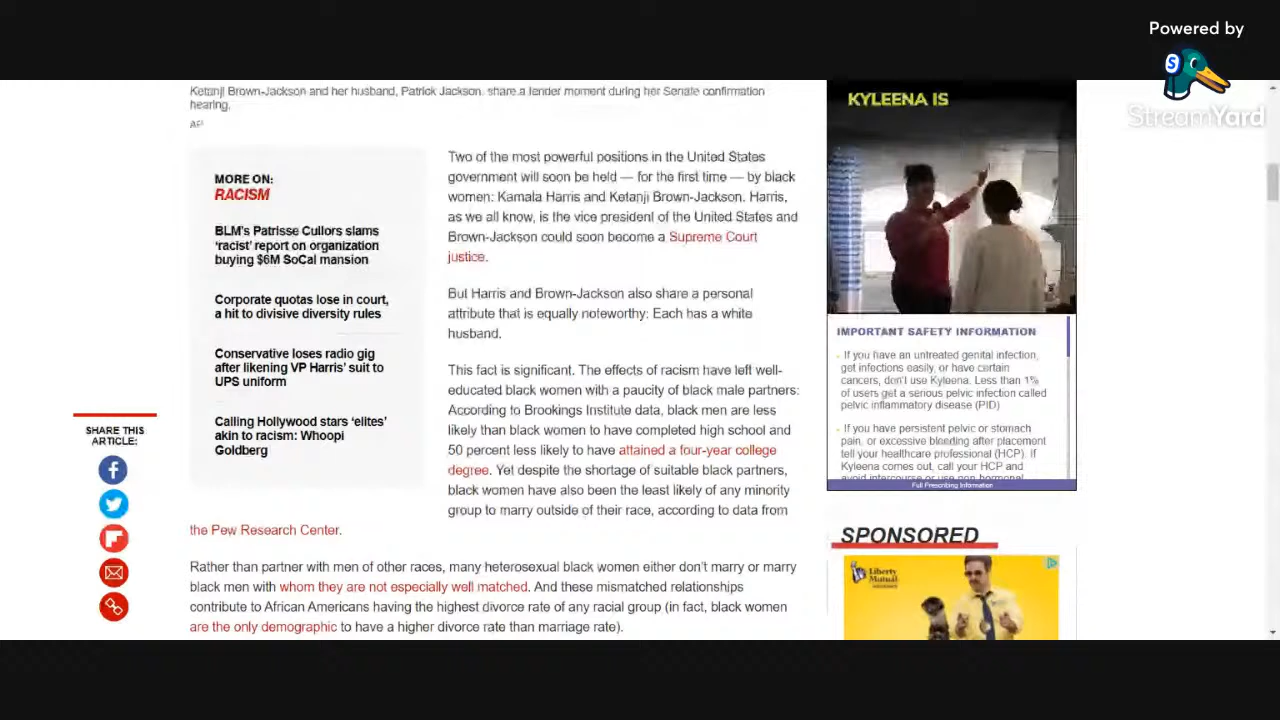 Powered by
StreamYard
Ketanji Brown-Jackson and her husband, Patrick Jackson, share a tender moment during her Senate confirmation
hearing.
AP
MORE ON:
RACISM
BLM's Patrisse Cullors slams
'racist' report on organization
buying $6M SoCal mansion
Corporate quotas lose in court,
a hit to divisive diversity rules
Conservative loses radio gig
after likening VP Harris' suit to
UPS uniform
Calling Hollywood stars 'elites'
akin to racism: Whoopi
Goldberg
SHARE THIS
ARTICLE:
Two of the most powerful positions in the United States
government will soon be held — for the first time — by black
women: Kamala Harris and Ketanji Brown-Jackson. Harris,
as we all know, is the vice president of the United States and
Brown-Jackson could soon become a Supreme Court
justice.
But Harris and Brown-Jackson also share a personal
attribute that is equally noteworthy: Each has a white
husband.
This fact is significant. The effects of racism have left well-
educated black women with a paucity of black male partners:
According to Brookings Institute data, black men are less
likely than black women to have completed high school and
50 percent less likely to have attained a four-year college
degree. Yet despite the shortage of suitable black partners,
black women have also been the least likely of any minority
group to marry outside of their race, according to data from
the Pew Research Center.
Rather than partner with men of other races, many heterosexual black women either don't marry or marry
black men with whom they are not especially well matched. And these mismatched relationships
contribute to African Americans having the highest divorce rate of any racial group (in fact, black women
are the only demographic to have a higher divorce rate than marriage rate).
KYLEENA IS
IMPORTANT SAFETY INFORMATION
If you have an untreated genital infection,
get infections easily, or have certain
cancers, don't use Kyleena. Less than 1%
of users get a serious pelvic infection called
pelvic inflammatory disease (PID)
If you have persistent pelvic or stomach
pain, or excessive bleeding after placement
tell your healthcare professional (HCP). If
Kyleena comes out, call your HCP and
avoid intercourse or use non-hormonal
Full Prescribing Information
SPONSORED
Liberty
Mutual